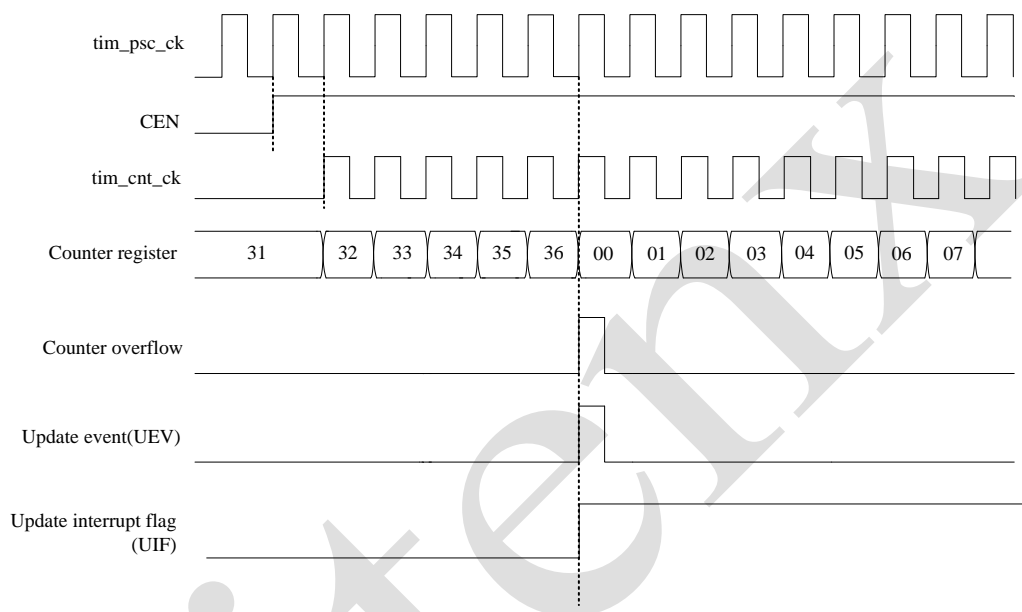 tim_psc_ck
CEN
tim_cnt_ck
Counter register 31 32 33 34 35 36 00 01 02 03 04 05 06 07
Counter overflow
Update event(UEV)
Update interrupt flag
(UIF)